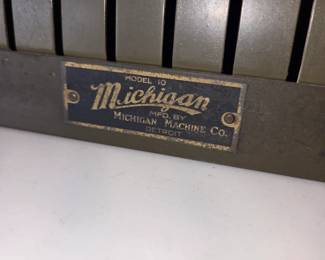 MODEL 10
Michigan
MFD. BY
MICHIGAN MACHINE CO.
DETROIT